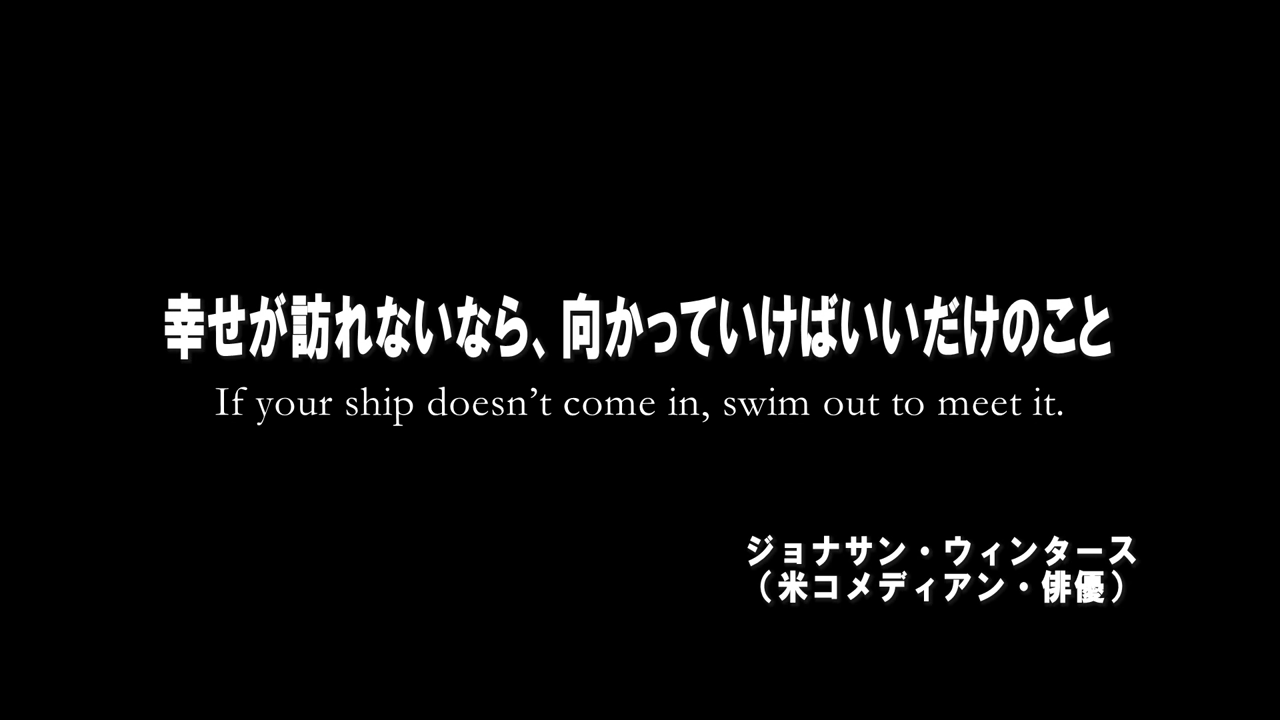 幸せが訪れないなら、向かっていけばいいだけのこと
If your ship doesn’t come in, swim out to meet it.
ジョナサン・ウィンタース
（米コメディアン・俳優）